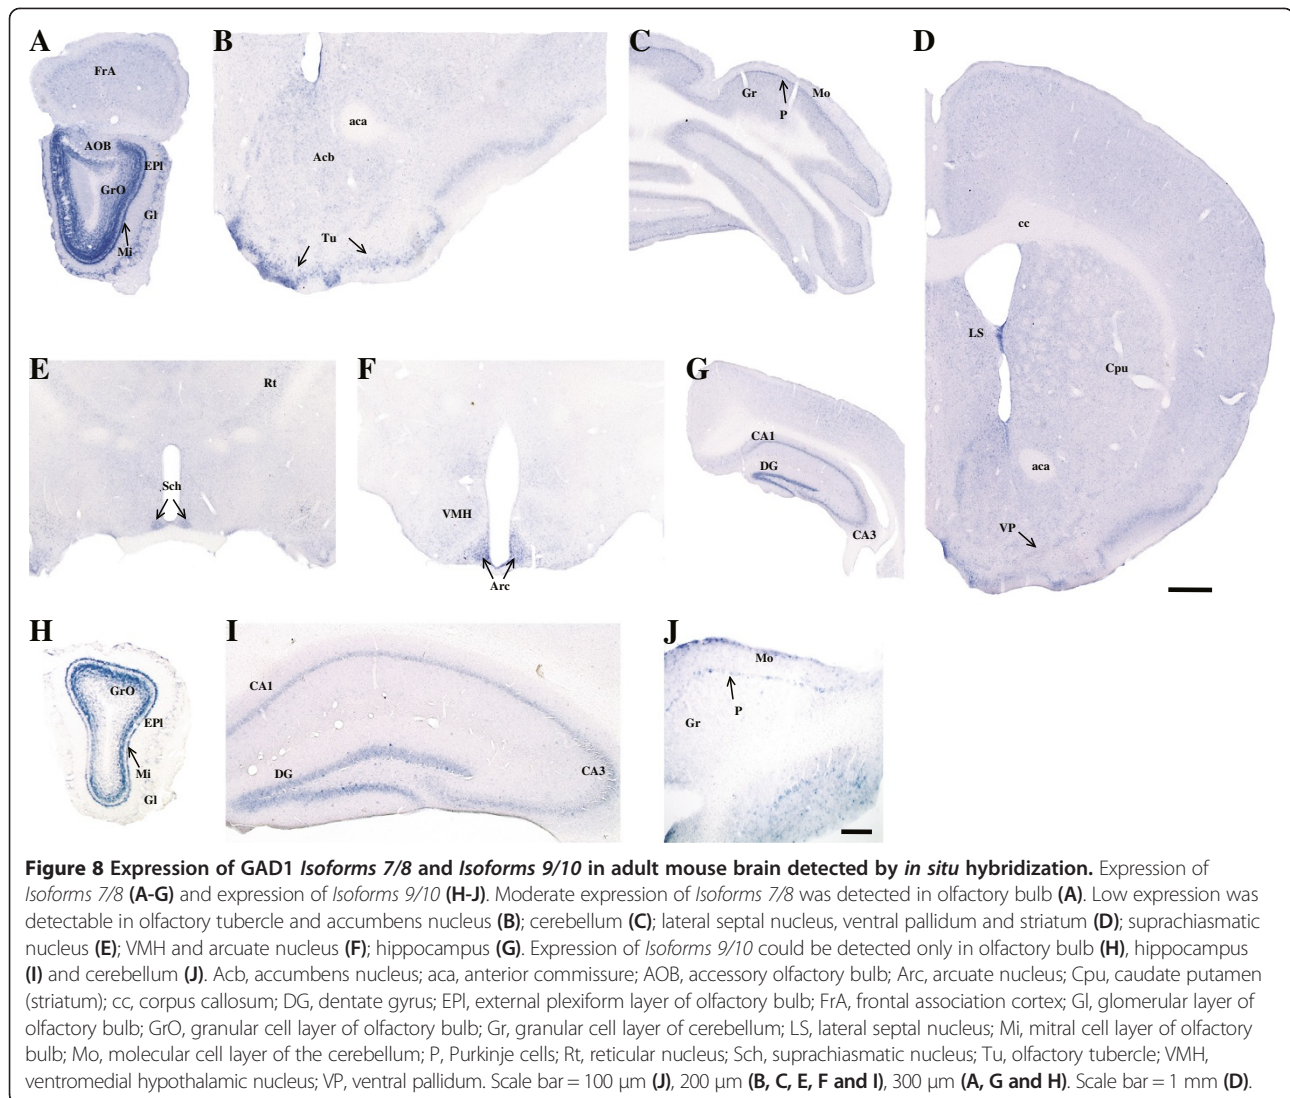 A
B
C
D
FrA
AOB
EPl
GrO
Gl
Mi
aca
Acb
Tu
Gr
Mo
P
cc
LS
Cpu
aca
VP
E
F
G
Rt
Sch
VMH
Arc
CA1
DG
CA3
H
I
J
GrO
EPl
Mi
Gl
CA1
DG
CA3
Mo
P
Gr
Figure 8 Expression of GAD1 Isoforms 7/8 and Isoforms 9/10 in adult mouse brain detected by in situ hybridization. Expression of
Isoforms 7/8 (A-G) and expression of Isoforms 9/10 (H-J). Moderate expression of Isoforms 7/8 was detected in olfactory bulb (A). Low expression was
detectable in olfactory tubercle and accumbens nucleus (B); cerebellum (C); lateral septal nucleus, ventral pallidum and striatum (D); suprachiasmatic
nucleus (E); VMH and arcuate nucleus (F); hippocampus (G). Expression of Isoforms 9/10 could be detected only in olfactory bulb (H), hippocampus
(I) and cerebellum (J). Acb, accumbens nucleus; aca, anterior commissure; AOB, accessory olfactory bulb; Arc, arcuate nucleus; Cpu, caudate putamen
(striatum); cc, corpus callosum; DG, dentate gyrus; EPl, external plexiform layer of olfactory bulb; FrA, frontal association cortex; Gl, glomerular layer of
olfactory bulb; GrO, granular cell layer of olfactory bulb; Gr, granular cell layer of cerebellum; LS, lateral septal nucleus; Mi, mitral cell layer of olfactory
bulb; Mo, molecular cell layer of the cerebellum; P, Purkinje cells; Rt, reticular nucleus; Sch, suprachiasmatic nucleus; Tu, olfactory tubercle; VMH,
ventromedial hypothalamic nucleus; VP, ventral pallidum. Scale bar = 100 μm (J), 200 μm (B, C, E, F and I), 300 μm (A, G and H). Scale bar = 1 mm (D).